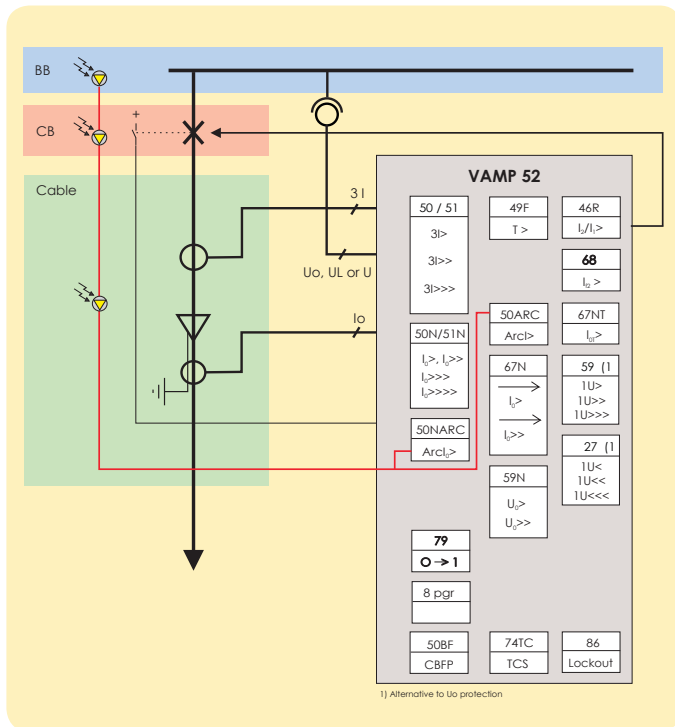 BB
CB
+
Cable
3 I
Uo, UL or U
Io
VAMP 52
50 / 51
3I>
3I>>
3I>>>
49F
T >
46R
I₂/I₁>
68
I_f2 >
50ARC
ArcI>
67NT
I_0T>
50N/51N
I₀>, I₀>>
I₀>>>
I₀>>>>
67N
I₀>
I₀>>
59 (1
1U>
1U>>
1U>>>
50NARC
ArcI₀>
27 (1
1U<
1U<<
1U<<<
59N
U₀>
U₀>>
79
O → 1
8 pgr
50BF
CBFP
74TC
TCS
86
Lockout
1) Alternative to Uo protection